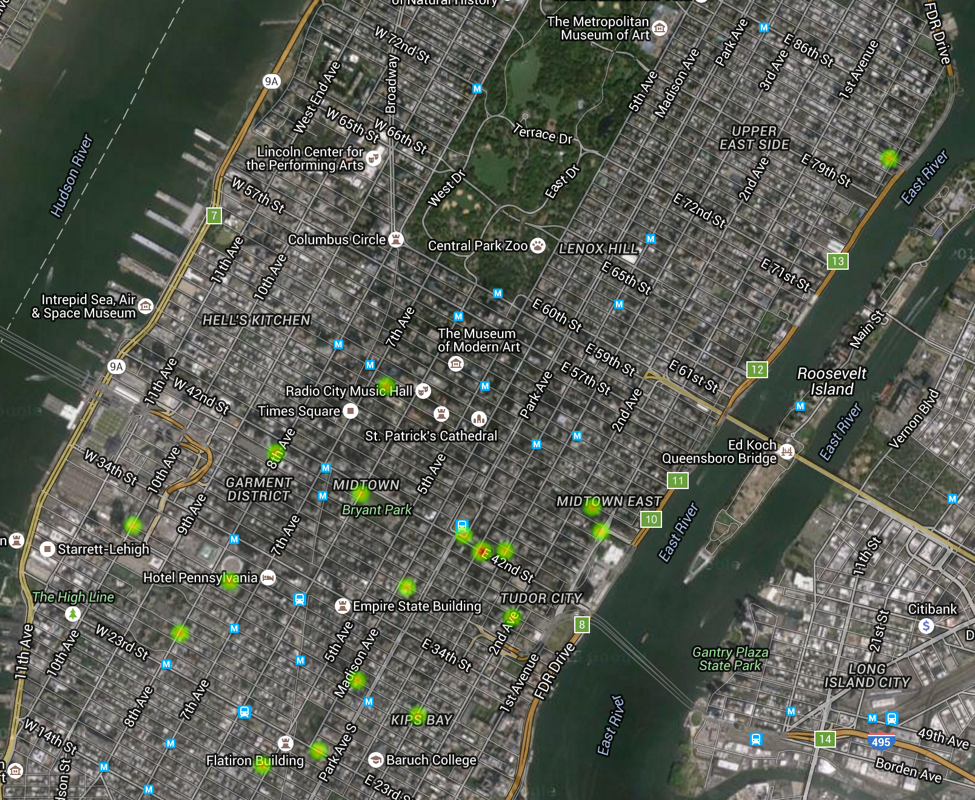 of Natural History
The Metropolitan
Museum of Art
FDR Drive
W 72nd St
Park Ave
E 86th St
3rd Ave
1st Avenue
9A
West End Ave
Broadway
5th Ave
Madison Ave
W 65th St
W 66th St
Terrace Dr
UPPER
EAST SIDE
Hudson River
Lincoln Center for
the Performing Arts
E 79th St
East River
W 57th St
West Dr
East Dr
2nd Ave
7
E 72nd St
Columbus Circle
Central Park Zoo
LENOX HILL
11th Ave
10th Ave
E 65th St
E 71st St
13
Intrepid Sea, Air
& Space Museum
HELL'S KITCHEN
7th Ave
E 60th St
Main St
The Museum
of Modern Art
E 59th St
9A
11th Ave
W 42nd St
E 57th St
E 61st St
12
Roosevelt
Island
Radio City Music Hall
Park Ave
2nd Ave
Vernon Blvd
Times Square
St. Patrick's Cathedral
East River
Ed Koch
Queensboro Bridge
W 34th St
10th Ave
8th Ave
5th Ave
GARMENT
DISTRICT
MIDTOWN
11
Bryant Park
MIDTOWN EAST
10
9th Ave
7th Ave
East River
Starrett-Lehigh
E 42nd St
11th St
Hotel Pennsylvania
The High Line
Empire State Building
TUDOR CITY
Citibank
8
21st St
11th Ave
10th Ave
W 23rd St
5th Ave
Madison Ave
E 34th St
2nd Ave
Gantry Plaza
State Park
LONG
ISLAND CITY
1st Avenue
FDR Drive
8th Ave
7th Ave
KIPS BAY
East River
W 14th St
Park Ave S
14
495
49th Ave
Flatiron Building
Baruch College
Borden Ave
E 23rd St